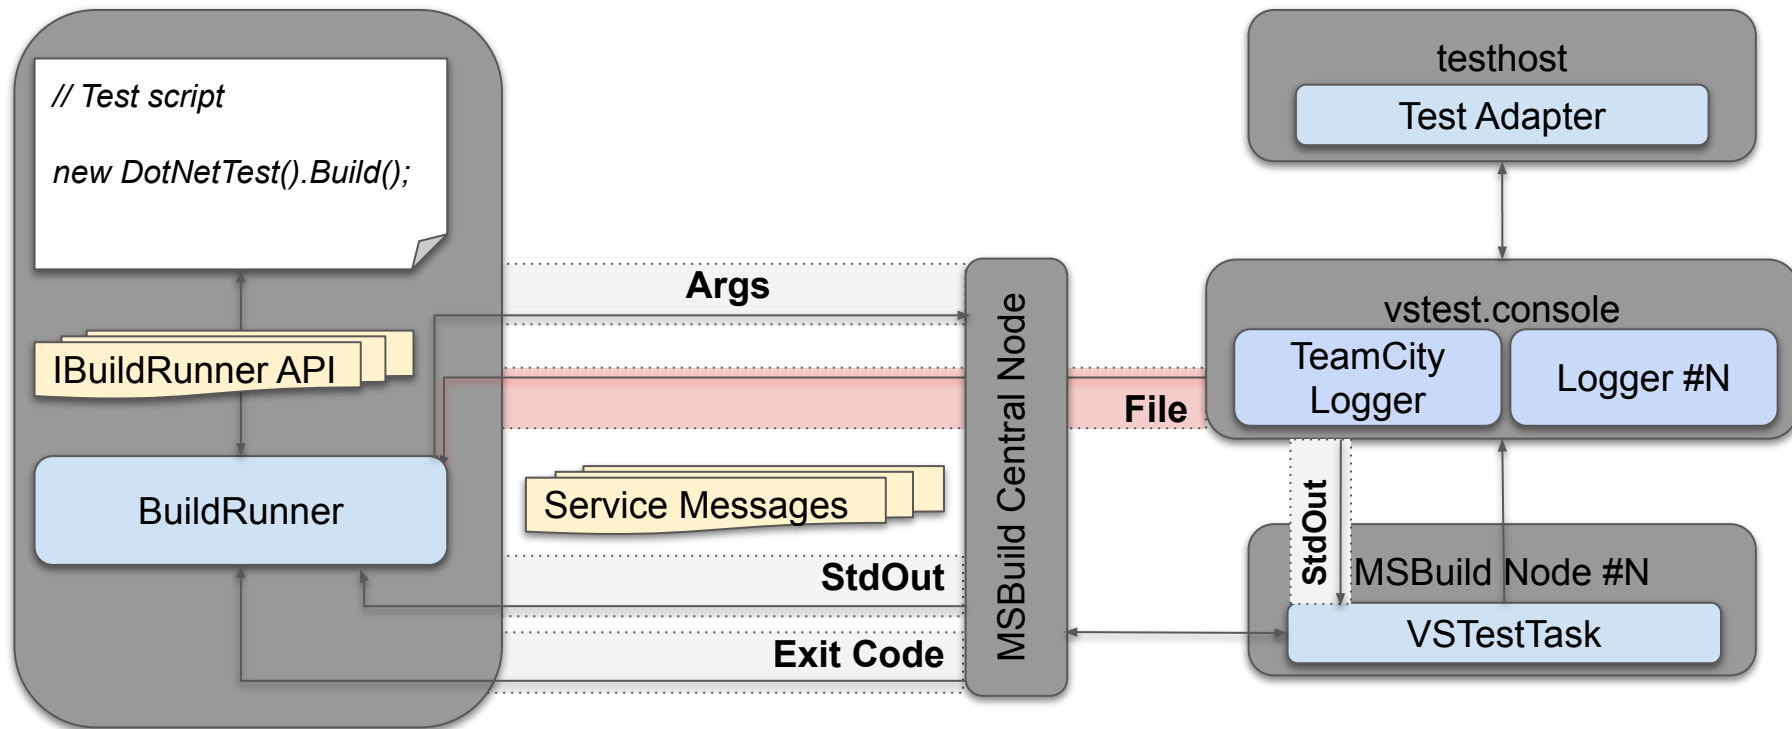 // Test script
new DotNetTest().Build();
IBuildRunner API
BuildRunner
Args
File
Service Messages
StdOut
Exit Code
MSBuild Central Node
testhost
Test Adapter
vstest.console
TeamCity
Logger
Logger #N
StdOut
MSBuild Node #N
VSTestTask